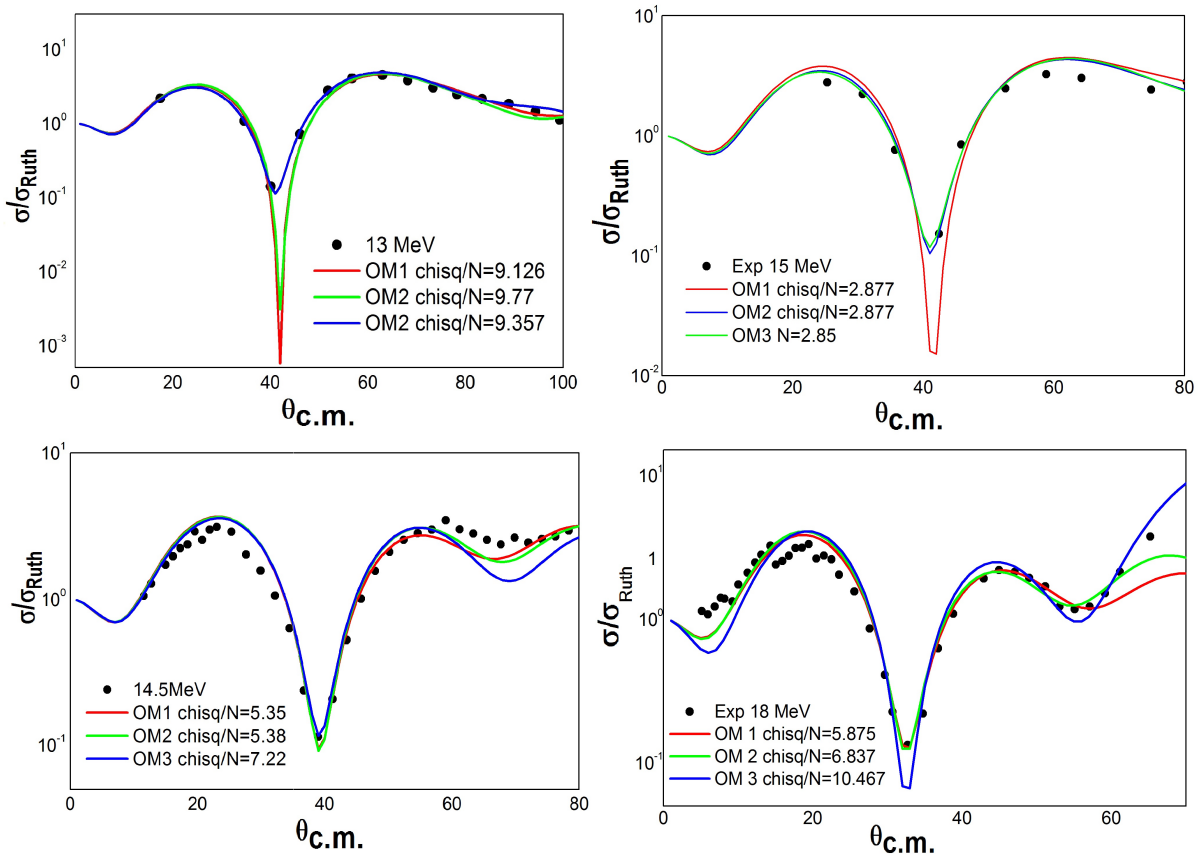 10¹
10⁰
10⁻¹
10⁻²
10⁻³
σ/σRuth
13 MeV
OM1 chisq/N=9.126
OM2 chisq/N=9.77
OM2 chisq/N=9.357
0 20 40 60 80 100
θc.m.
10¹
10⁰
10⁻¹
10⁻²
σ/σRuth
Exp 15 MeV
OM1 chisq/N=2.877
OM2 chisq/N=2.877
OM3 N=2.85
0 20 40 60 80
θc.m.
10¹
10⁰
10⁻¹
σ/σRuth
14.5MeV
OM1 chisq/N=5.35
OM2 chisq/N=5.38
OM3 chisq/N=7.22
0 20 40 60 80
θc.m.
10¹
1
10⁰
10⁻¹
σ/σRuth
Exp 18 MeV
OM 1 chisq/N=5.875
OM 2 chisq/N=6.837
OM 3 chisq/N=10.467
0 20 40 60
θc.m.